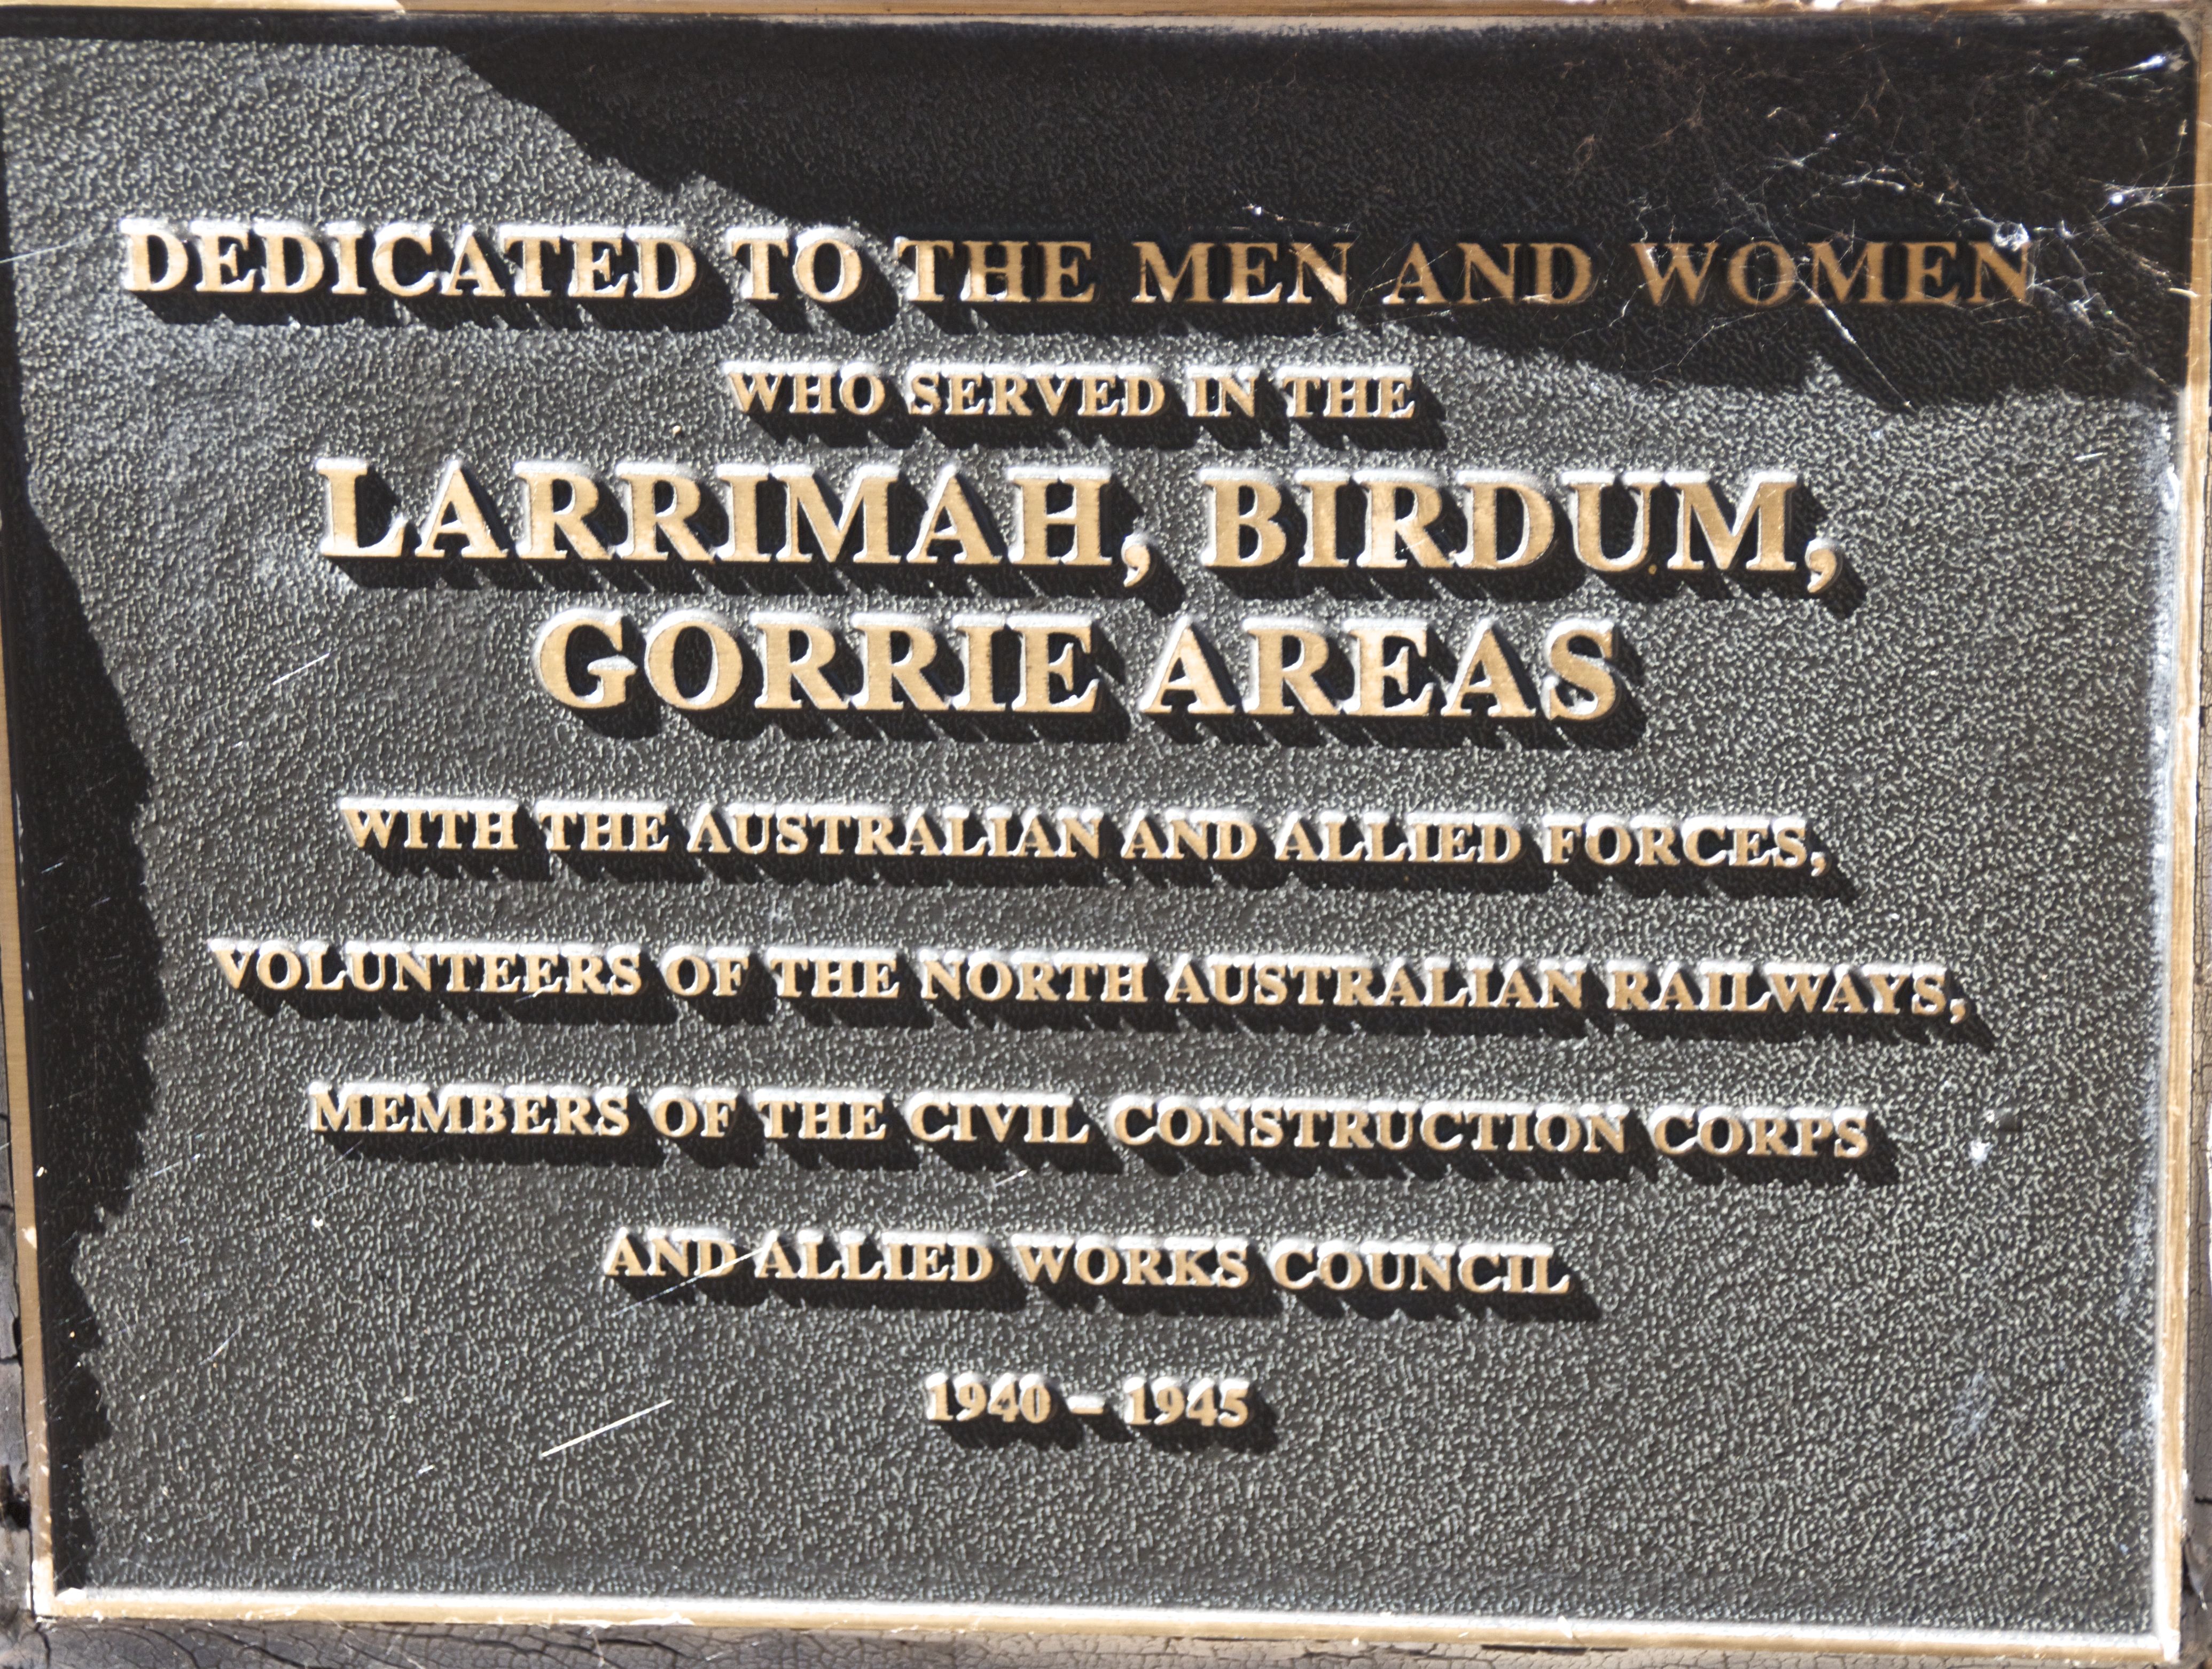 DEDICATED TO THE MEN AND WOMEN
WHO SERVED IN THE
LARRIMAH, BIRDUM,
GORRIE AREAS
WITH THE AUSTRALIAN AND ALLIED FORCES,
VOLUNTEERS OF THE NORTH AUSTRALIAN RAILWAYS,
MEMBERS OF THE CIVIL CONSTRUCTION CORPS
AND ALLIED WORKS COUNCIL
1940 – 1945